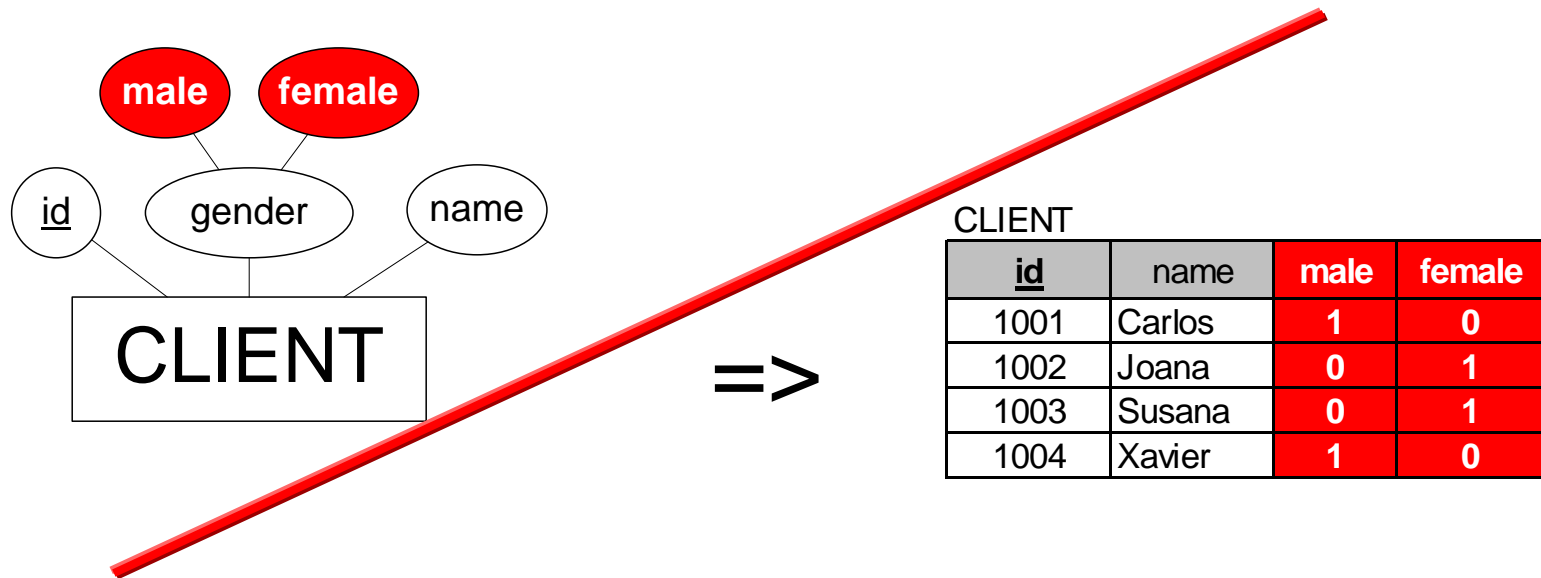 male female
id gender name
CLIENT
=>
CLIENT
id name male female
1001 Carlos 1 0
1002 Joana 0 1
1003 Susana 0 1
1004 Xavier 1 0